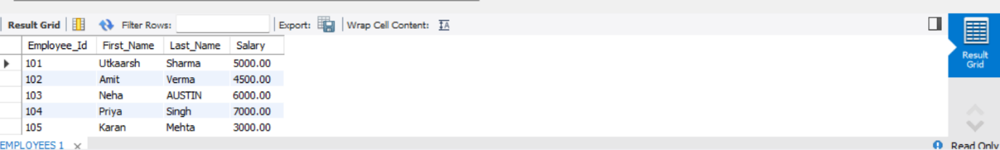 Result Grid Filter Rows: Export: Wrap Cell Content: IA
Employee_Id First_Name Last_Name Salary
101 Utkaarsh Sharma 5000.00
102 Amit Verma 4500.00
103 Neha AUSTIN 6000.00
104 Priya Singh 7000.00
105 Karan Mehta 3000.00
Result
Grid
EMPLOYEES 1 Read Only